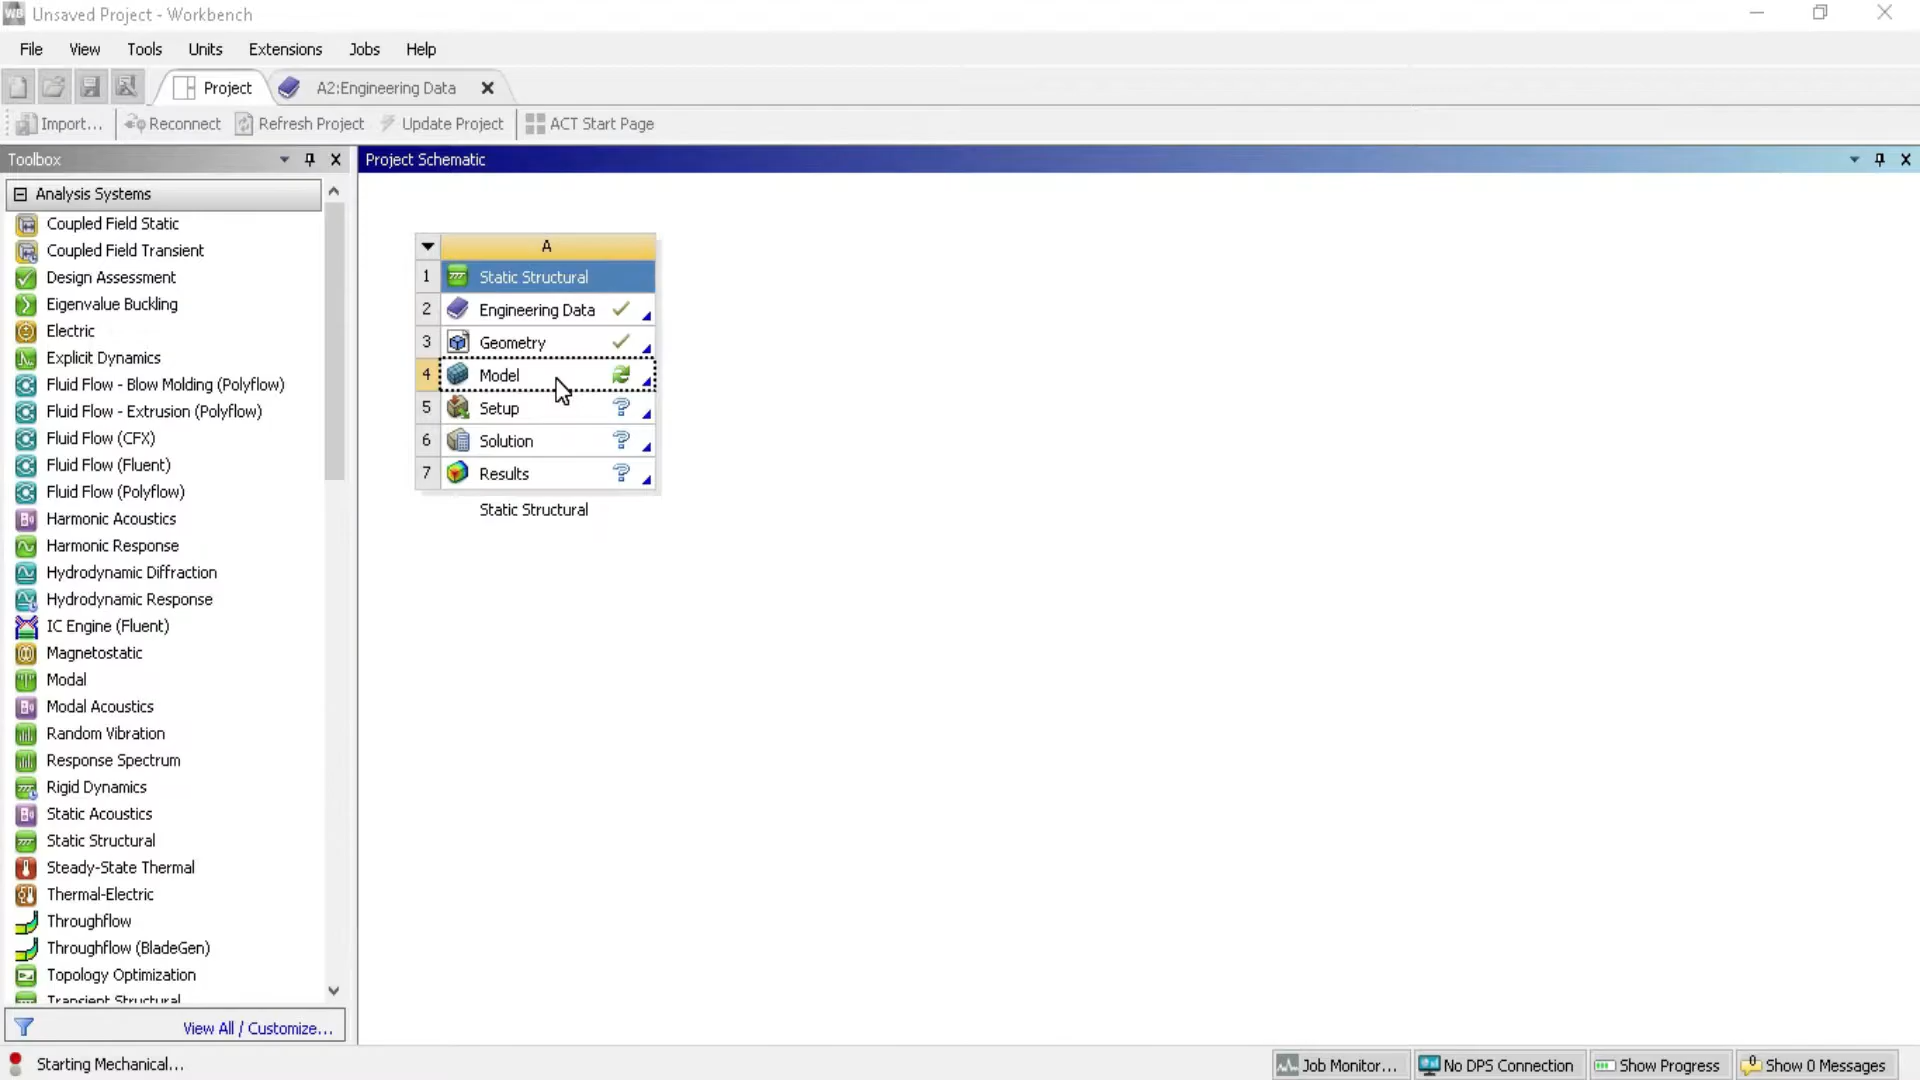 WB Unsaved Project - Workbench
File View Tools Units Extensions Jobs Help
Project A2:Engineering Data
Import... Reconnect Refresh Project Update Project ACT Start Page
Toolbox
Analysis Systems
Coupled Field Static
Coupled Field Transient
Design Assessment
Eigenvalue Buckling
Electric
Explicit Dynamics
Fluid Flow - Blow Molding (Polyflow)
Fluid Flow - Extrusion (Polyflow)
Fluid Flow (CFX)
Fluid Flow (Fluent)
Fluid Flow (Polyflow)
Harmonic Acoustics
Harmonic Response
Hydrodynamic Diffraction
Hydrodynamic Response
IC Engine (Fluent)
Magnetostatic
Modal
Modal Acoustics
Random Vibration
Response Spectrum
Rigid Dynamics
Static Acoustics
Static Structural
Steady-State Thermal
Thermal-Electric
Throughflow
Throughflow (BladeGen)
Topology Optimization
Transient Structural
View All / Customize...
Project Schematic
A
1 Static Structural
2 Engineering Data
3 Geometry
4 Model
5 Setup
6 Solution
7 Results
Static Structural
Starting Mechanical...
Job Monitor... No DPS Connection Show Progress Show 0 Messages